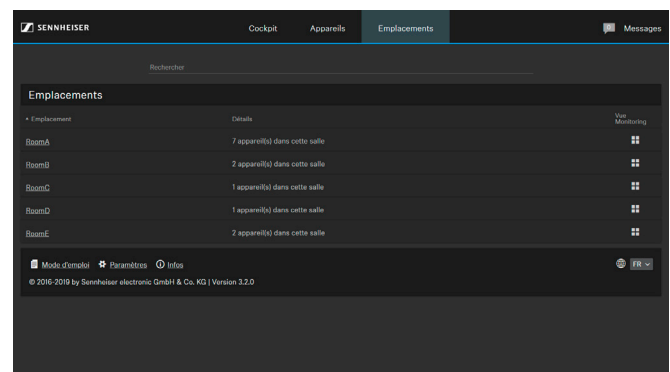 SENNHEISER Cockpit Appareils Emplacements 0 Messages
Rechercher
Emplacements
Emplacement Détails Vue Monitoring
RoomA 7 appareil(s) dans cette salle
RoomB 2 appareil(s) dans cette salle
RoomC 1 appareil(s) dans cette salle
RoomD 1 appareil(s) dans cette salle
RoomE 2 appareil(s) dans cette salle
Mode d'emploi Paramètres Infos FR
© 2016-2019 by Sennheiser electronic GmbH & Co. KG | Version 3.2.0